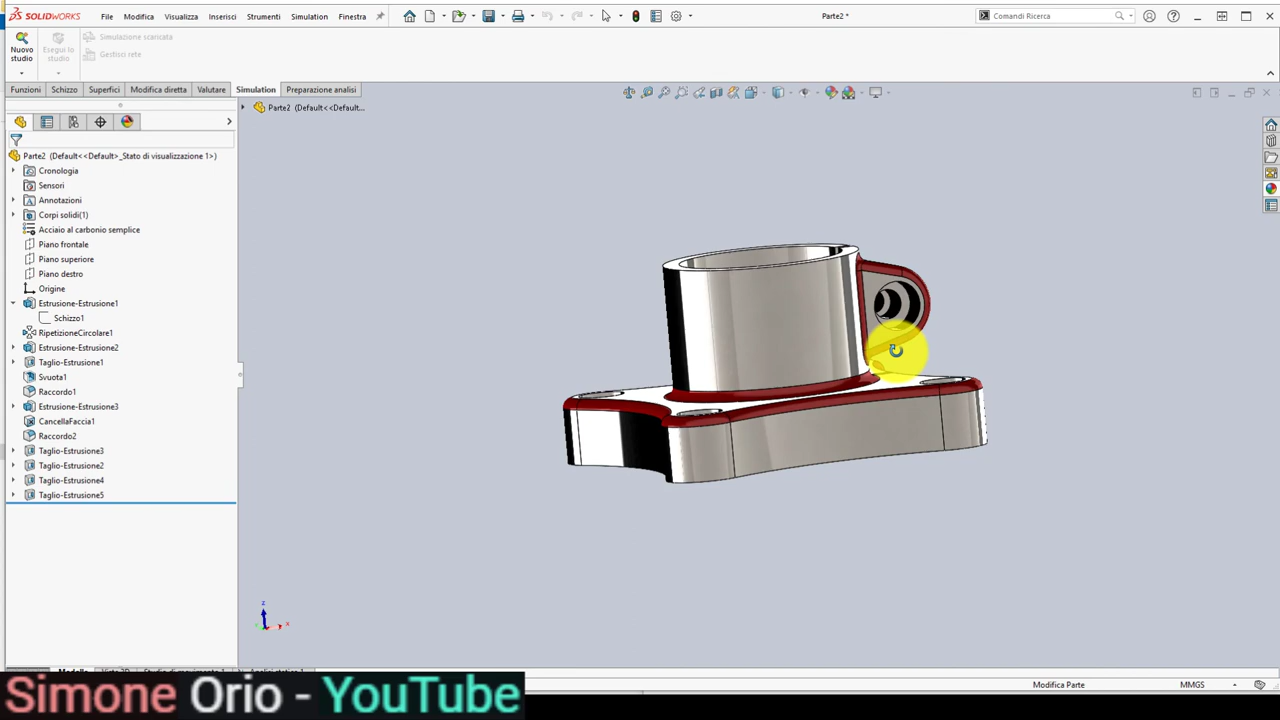 SOLIDWORKS File Modifica Visualizza Inserisci Strumenti Simulation Finestra Parte2 * Comandi Ricerca
Nuovo studio
Esegui lo studio
Simulazione scaricata
Gestisci rete
Funzioni Schizzo Superfici Modifica diretta Valutare Simulation Preparazione analisi
Parte2 (Default<<Default...
Parte2 (Default<<Default>_Stato di visualizzazione 1>)
Cronologia
Sensori
Annotazioni
Corpi solidi(1)
Acciaio al carbonio semplice
Piano frontale
Piano superiore
Piano destro
Origine
Estrusione-Estrusione1
Schizzo1
RipetizioneCircolare1
Estrusione-Estrusione2
Taglio-Estrusione1
Svuota1
Raccordo1
Estrusione-Estrusione3
CancellaFaccia1
Raccordo2
Taglio-Estrusione3
Taglio-Estrusione2
Taglio-Estrusione4
Taglio-Estrusione5
z
x
Modifica Parte MMGS
Simone Orio - YouTube